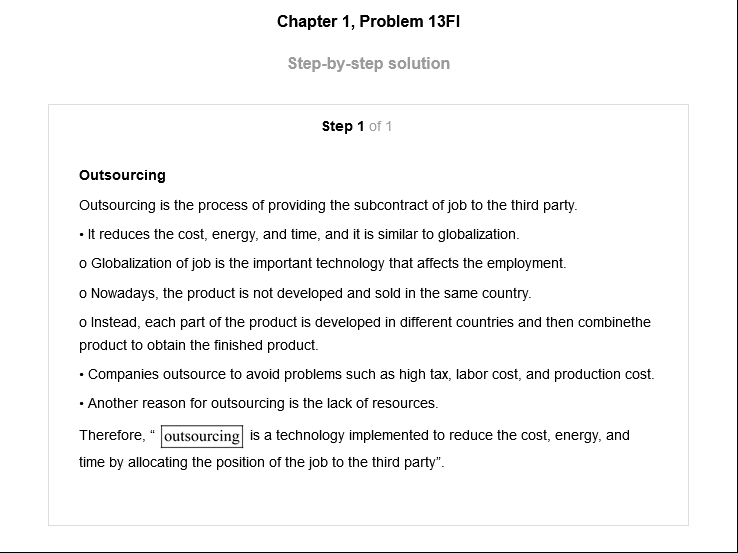 Chapter 1, Problem 13FI
Step-by-step solution
Step 1 of 1
Outsourcing
Outsourcing is the process of providing the subcontract of job to the third party.
• It reduces the cost, energy, and time, and it is similar to globalization.
o Globalization of job is the important technology that affects the employment.
o Nowadays, the product is not developed and sold in the same country.
o Instead, each part of the product is developed in different countries and then combinethe
product to obtain the finished product.
• Companies outsource to avoid problems such as high tax, labor cost, and production cost.
• Another reason for outsourcing is the lack of resources.
Therefore, “ outsourcing is a technology implemented to reduce the cost, energy, and
time by allocating the position of the job to the third party”.